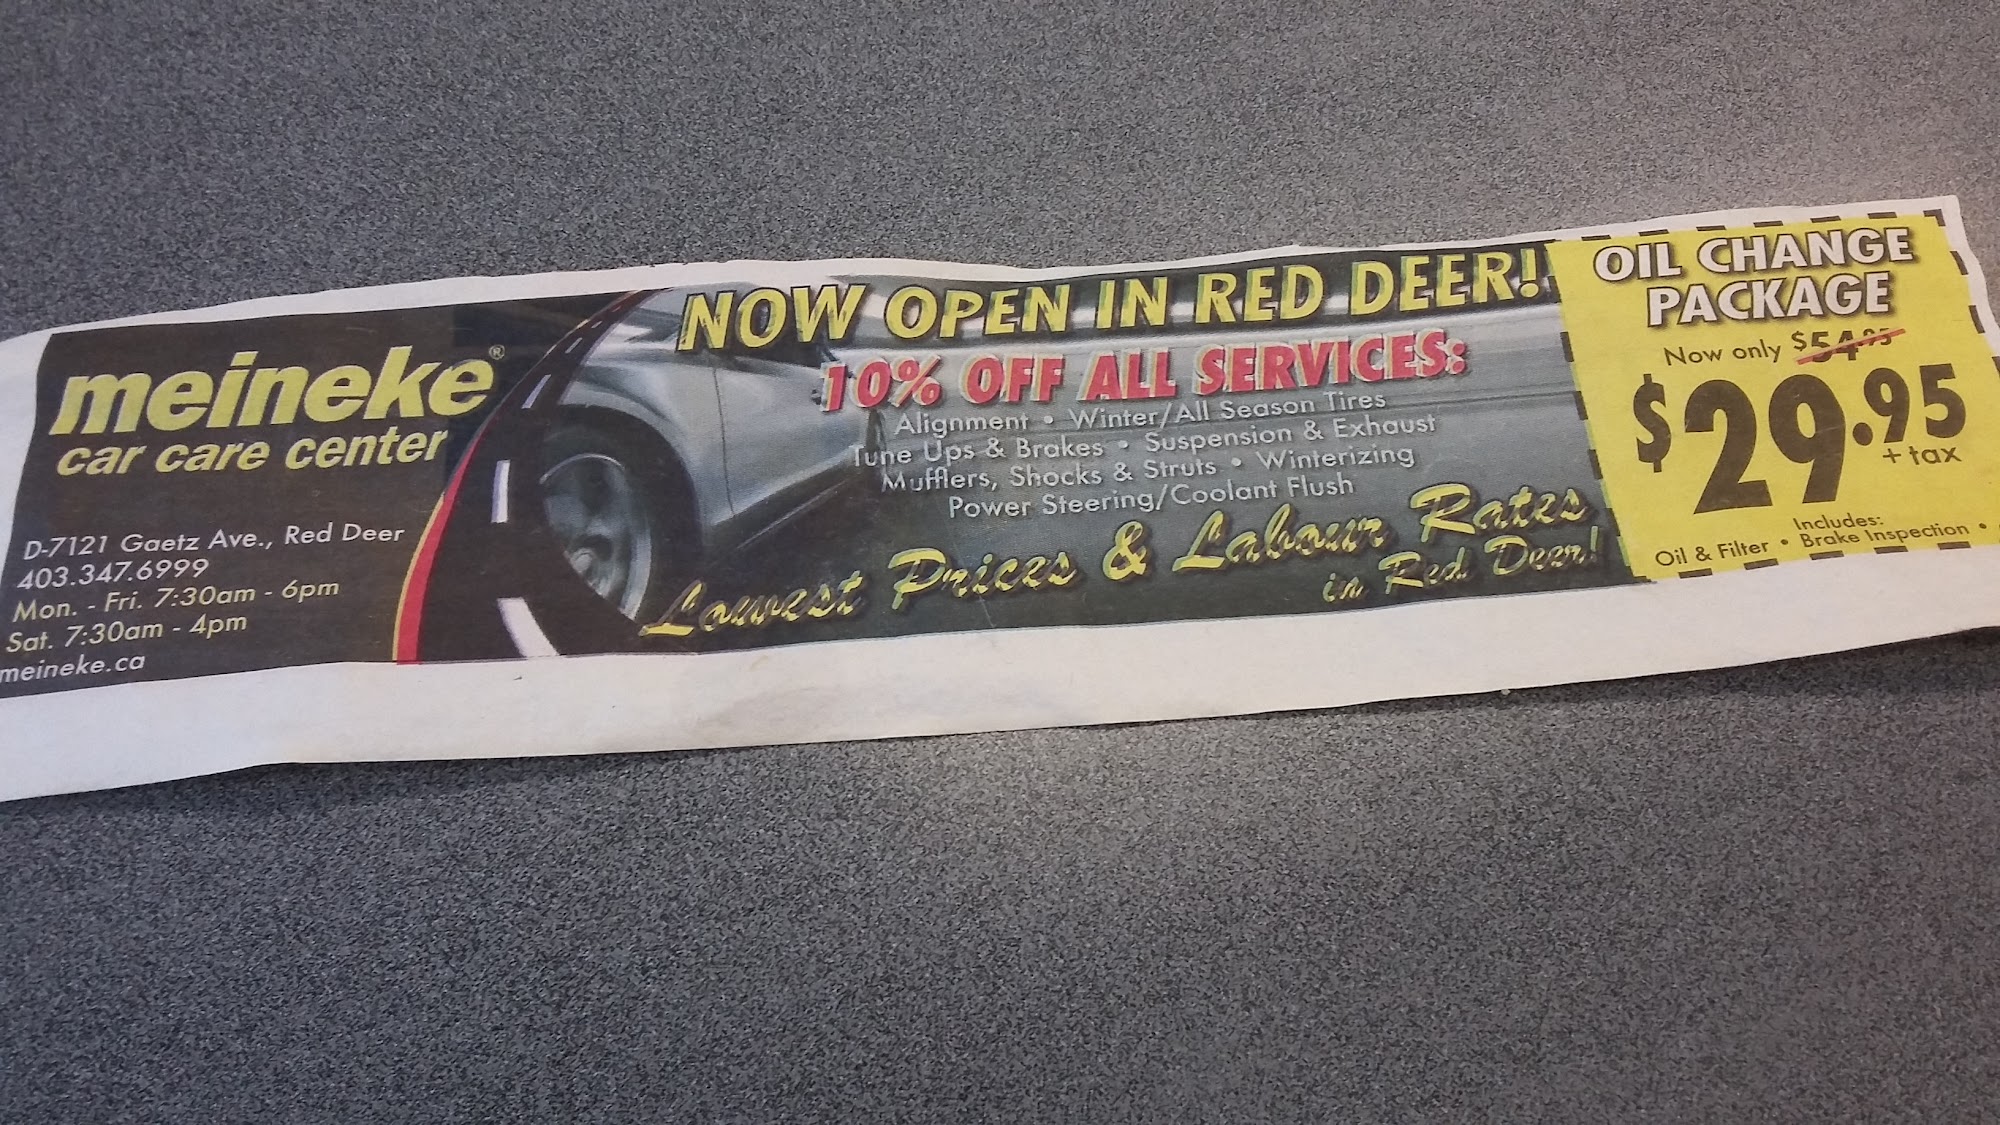 meineke®
car care center
D-7121 Gaetz Ave., Red Deer
403.347.6999
Mon. - Fri. 7:30am - 6pm
Sat. 7:30am - 4pm
meineke.ca
NOW OPEN IN RED DEER!
10% OFF ALL SERVICES:
Alignment • Winter/All Season Tires
Tune Ups & Brakes • Suspension & Exhaust
Mufflers, Shocks & Struts • Winterizing
Power Steering/Coolant Flush
Lowest Prices & Labour Rates
in Red Deer!
OIL CHANGE
PACKAGE
Now only $54.95
$29.95
+ tax
Includes:
Oil & Filter • Brake Inspection •